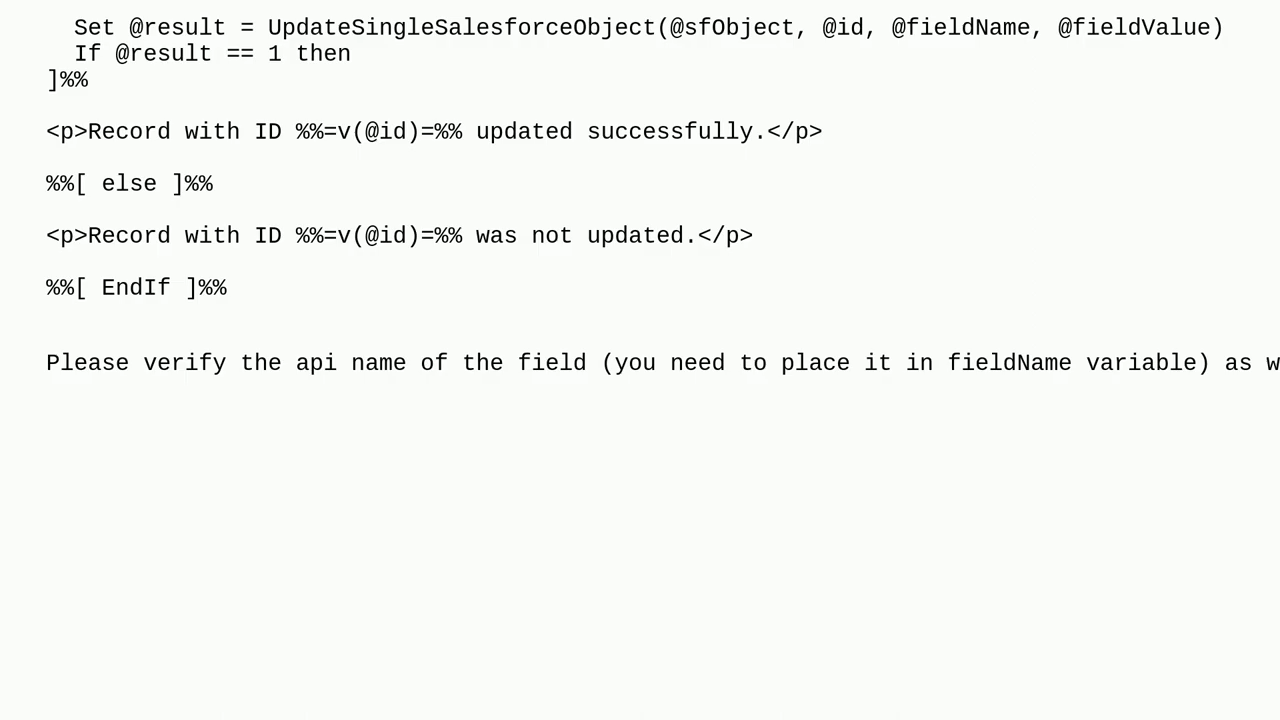 Set @result = UpdateSingleSalesforceObject(@sfObject, @id, @fieldName, @fieldValue)
If @result == 1 then
]%%
<p>Record with ID %%=v(@id)=%% updated successfully.</p>
%%[ else ]%%
<p>Record with ID %%=v(@id)=%% was not updated.</p>
%%[ EndIf ]%%
Please verify the api name of the field (you need to place it in fieldName variable) as